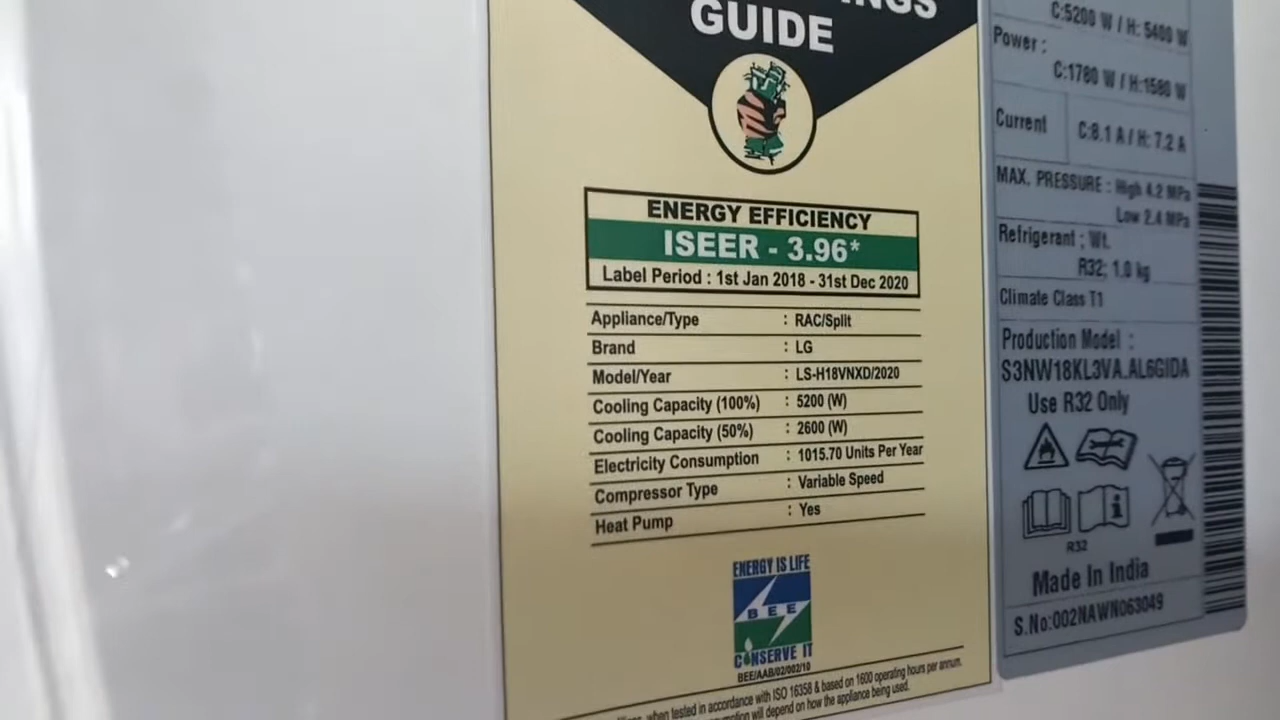 GUIDE
ENERGY EFFICIENCY
ISEER - 3.96*
Label Period : 1st Jan 2018 - 31st Dec 2020
Appliance/Type : RAC/Split
Brand : LG
Model/Year : LS-H18VNXD/2020
Cooling Capacity (100%) : 5200 (W)
Cooling Capacity (50%) : 2600 (W)
Electricity Consumption : 1015.70 Units Per Year
Compressor Type : Variable Speed
Heat Pump : Yes
ENERGY IS LIFE
BEE
CONSERVE IT
BEE/AAB/02/002/10
when tested in accordance with ISO 16358 & based on 1600 operating hours per annum.
will depend on how the appliance being used.
C:5200 W / H: 5400 W
Power :
C:1780 W / H:1580 W
Current C:8.1 A / H: 7.2 A
MAX. PRESSURE : High 4.2 MPa
Low 2.4 MPa
Refrigerant ; Wt.
R32; 1.0 kg
Climate Class T1
Production Model :
S3NW18KL3VA.AL6GIDA
Use R32 Only
R32
Made In India
S.No:002NAWN063049